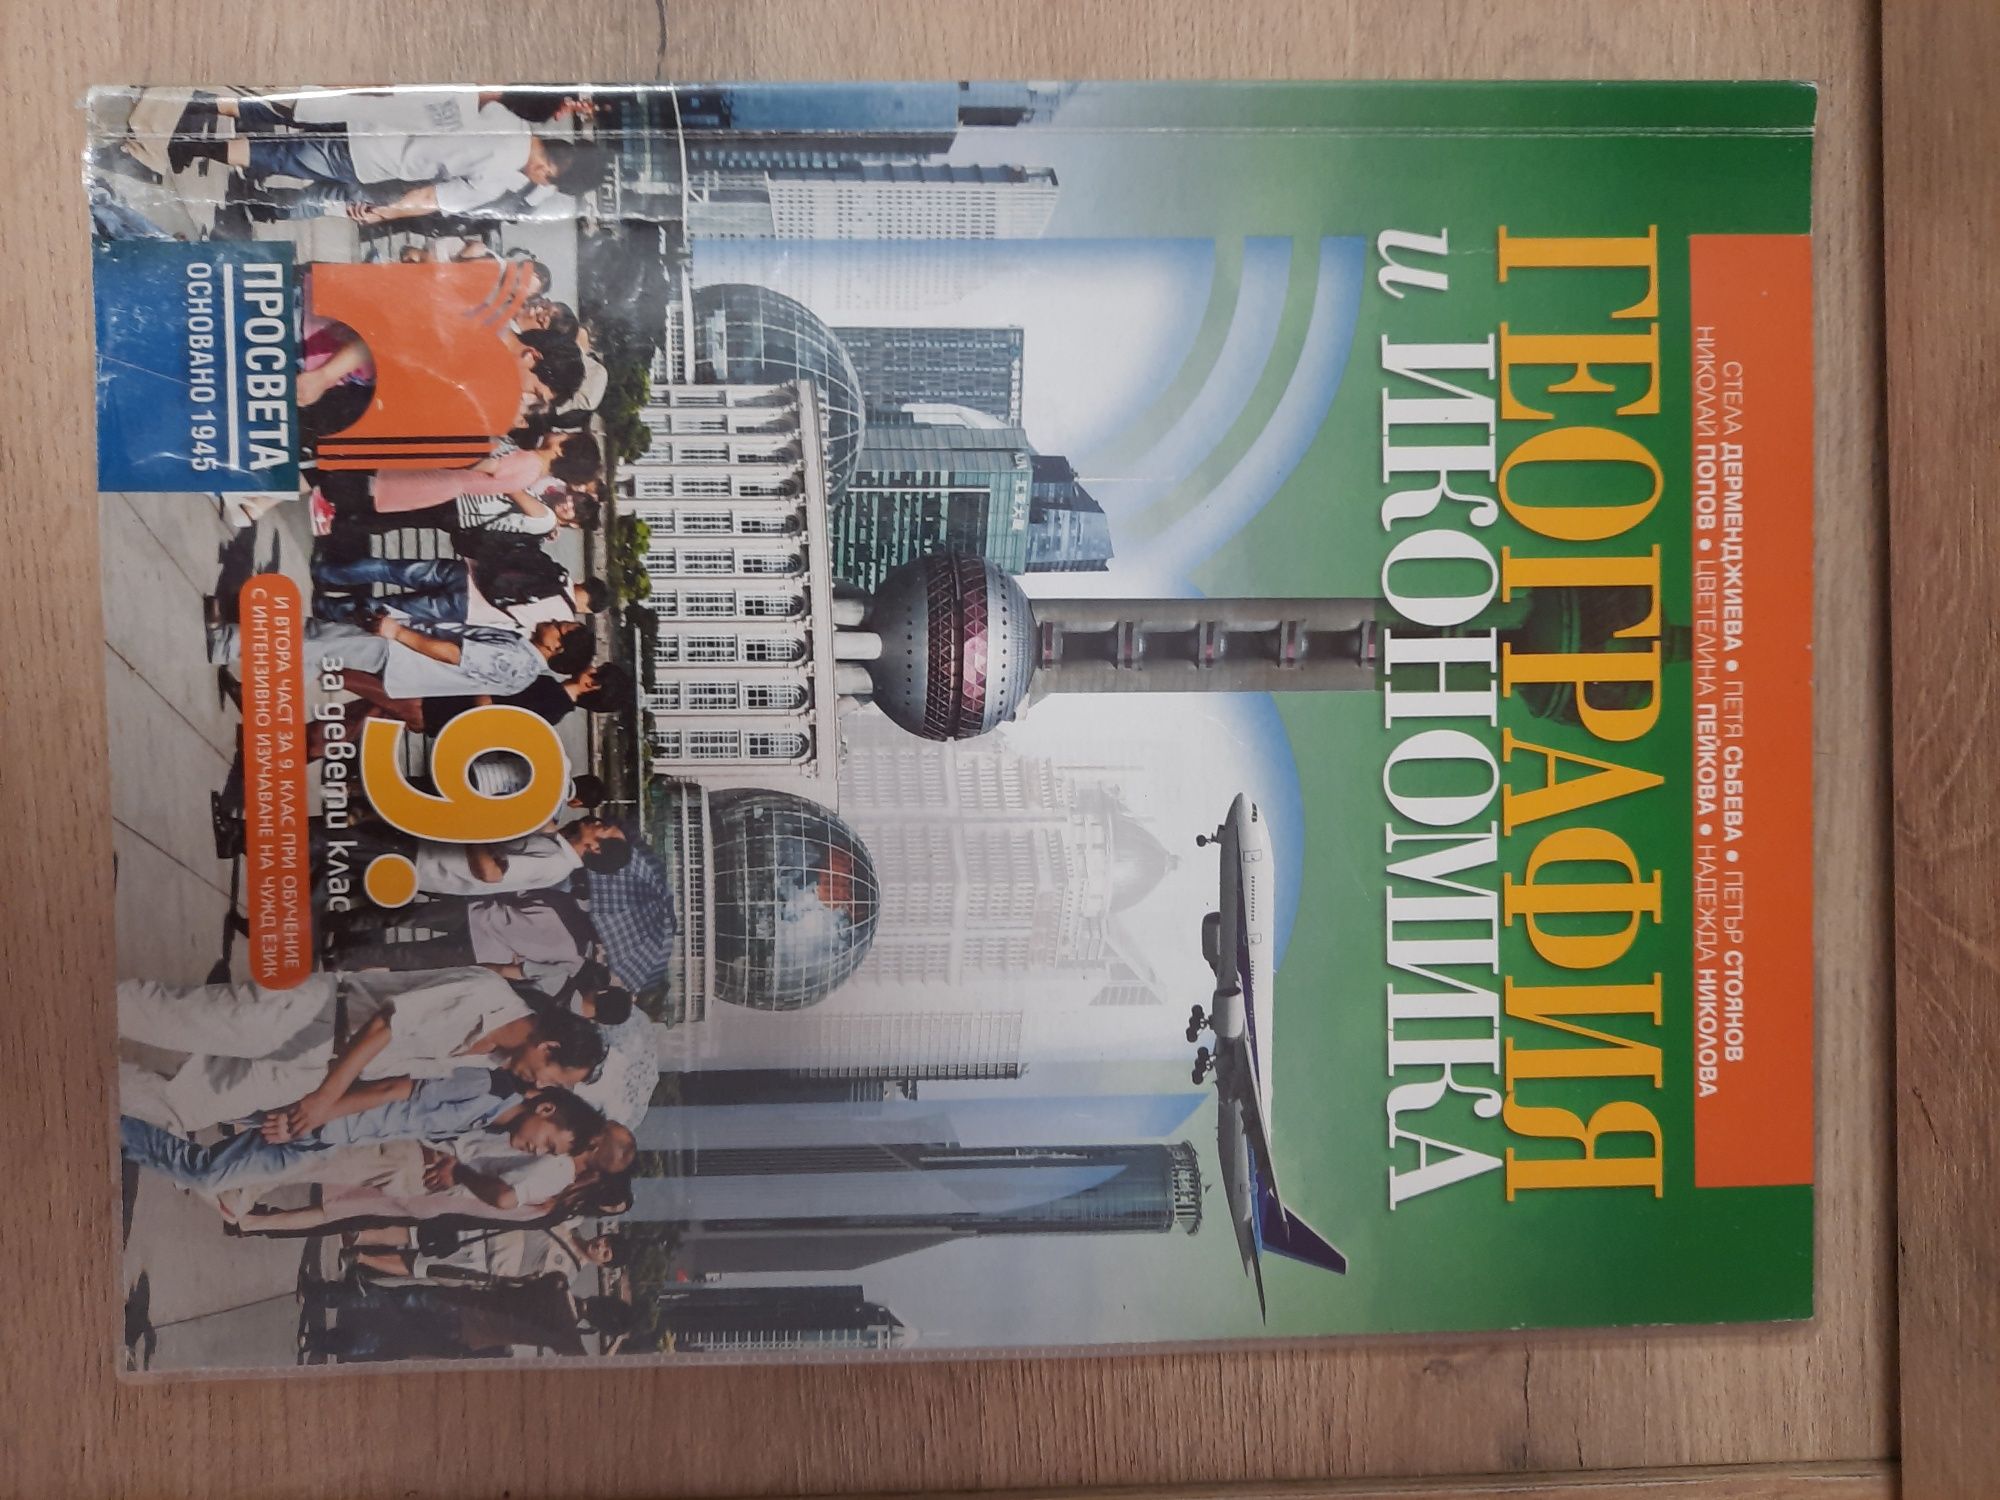 СТЕЛА ДЕРМЕНДЖИЕВА • ПЕТЯ СЪБЕВА • ПЕТЪР СТОЯНОВ
НИКОЛАЙ ПОПОВ • ЦВЕТЕЛИНА ПЕЙКОВА • НАДЕЖДА НИКОЛОВА
ГЕОГРАФИЯ
и ИКОНОМИКА
9.
за девети клас
И ВТОРА ЧАСТ ЗА 9. КЛАС ПРИ ОБУЧЕНИЕ
С ИНТЕНЗИВНО ИЗУЧАВАНЕ НА ЧУЖД ЕЗИК
ПРОСВЕТА
ОСНОВАНО 1945